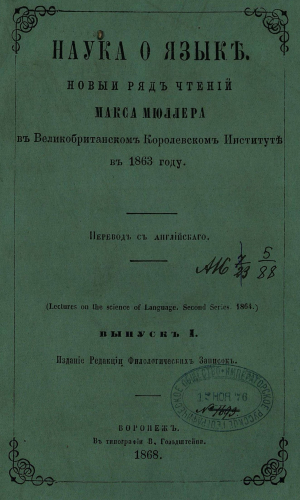 НАУКА О ЯЗЫКѢ.
НОВЫЙ РЯДЪ ЧТЕНІЙ
МАКСА МЮЛЛЕРА
въ Великобританскомъ Королевскомъ Институтѣ
въ 1863 году.
Переводъ съ англійскаго.
(Lectures on the science of Language. Second Series. 1864.)
ВЫПУСКЪ I.
Изданіе Редакціи Филологическихъ Записокъ.
ВОРОНЕЖЪ.
Въ типографіи В. Гольдштейна.
1868.